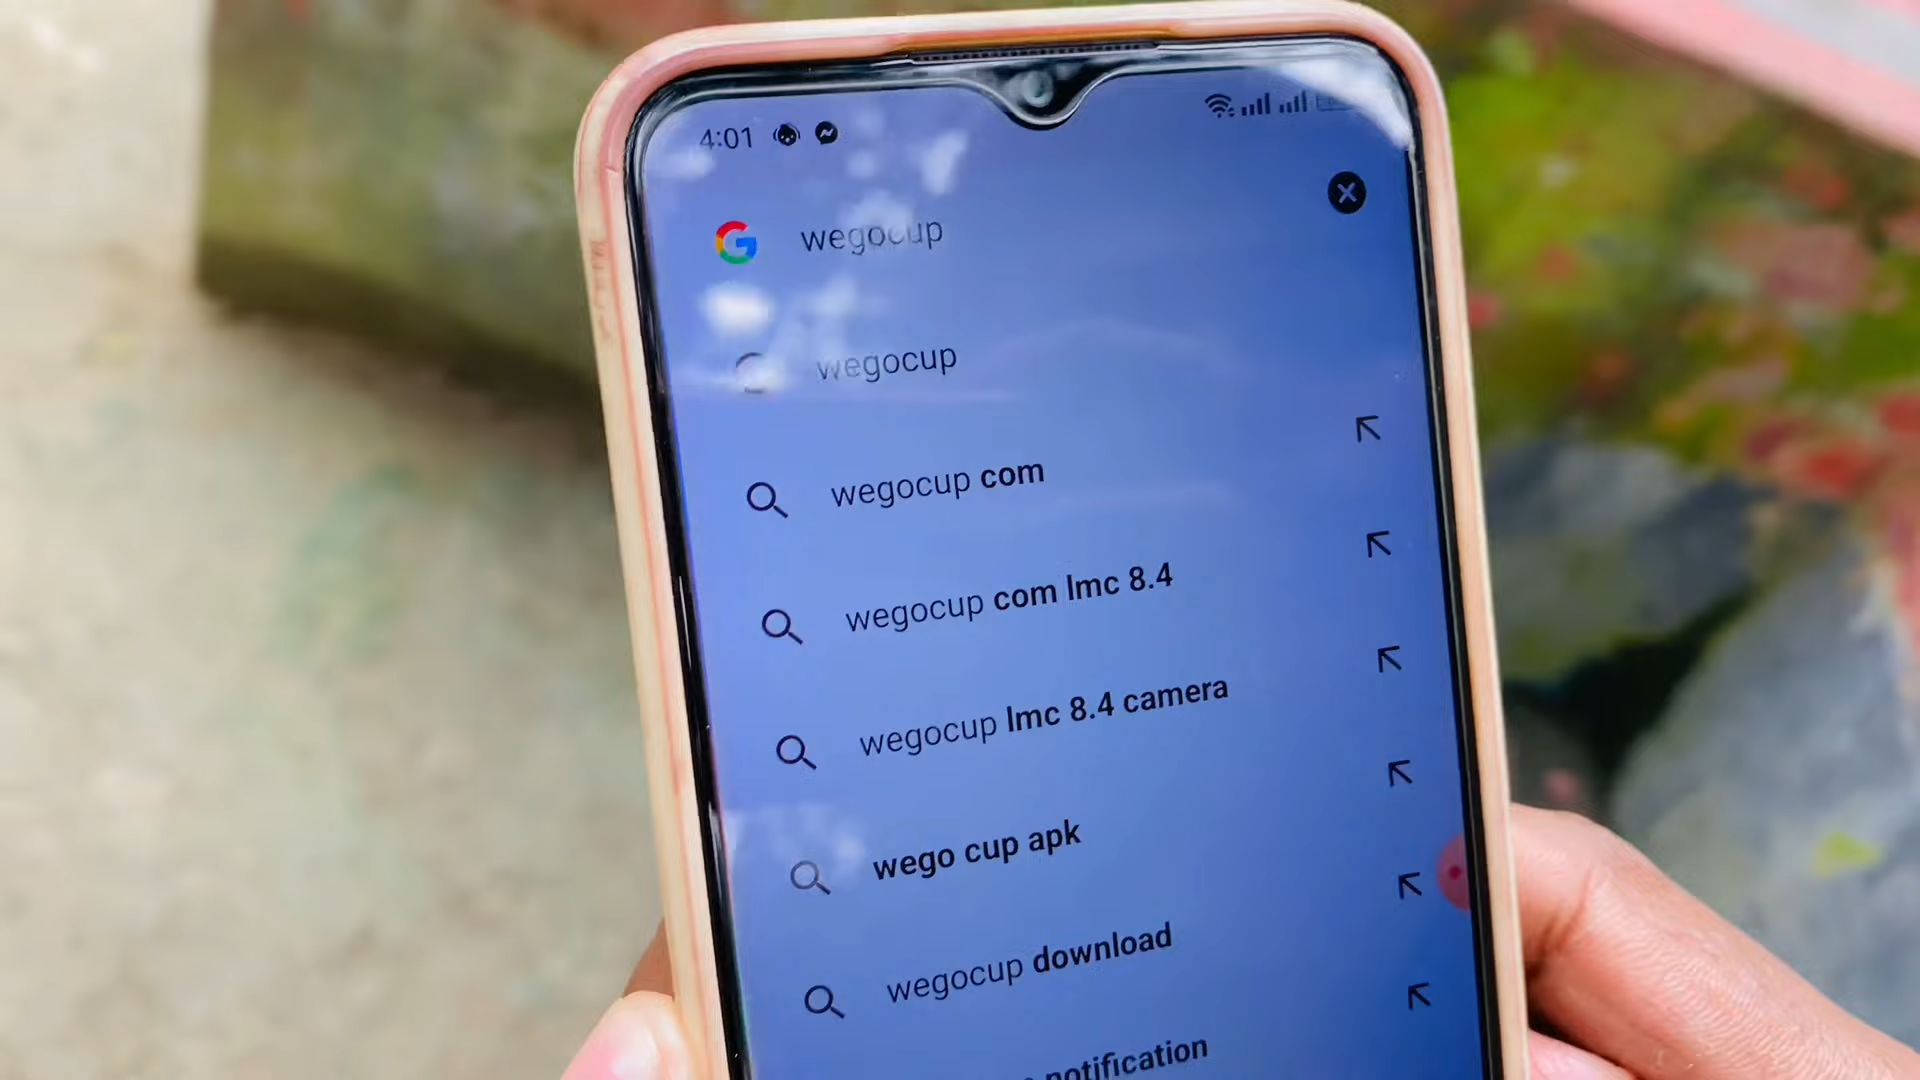 4:01
wegocup
wegocup
wegocup com
wegocup com lmc 8.4
wegocup lmc 8.4 camera
wego cup apk
wegocup download
notification